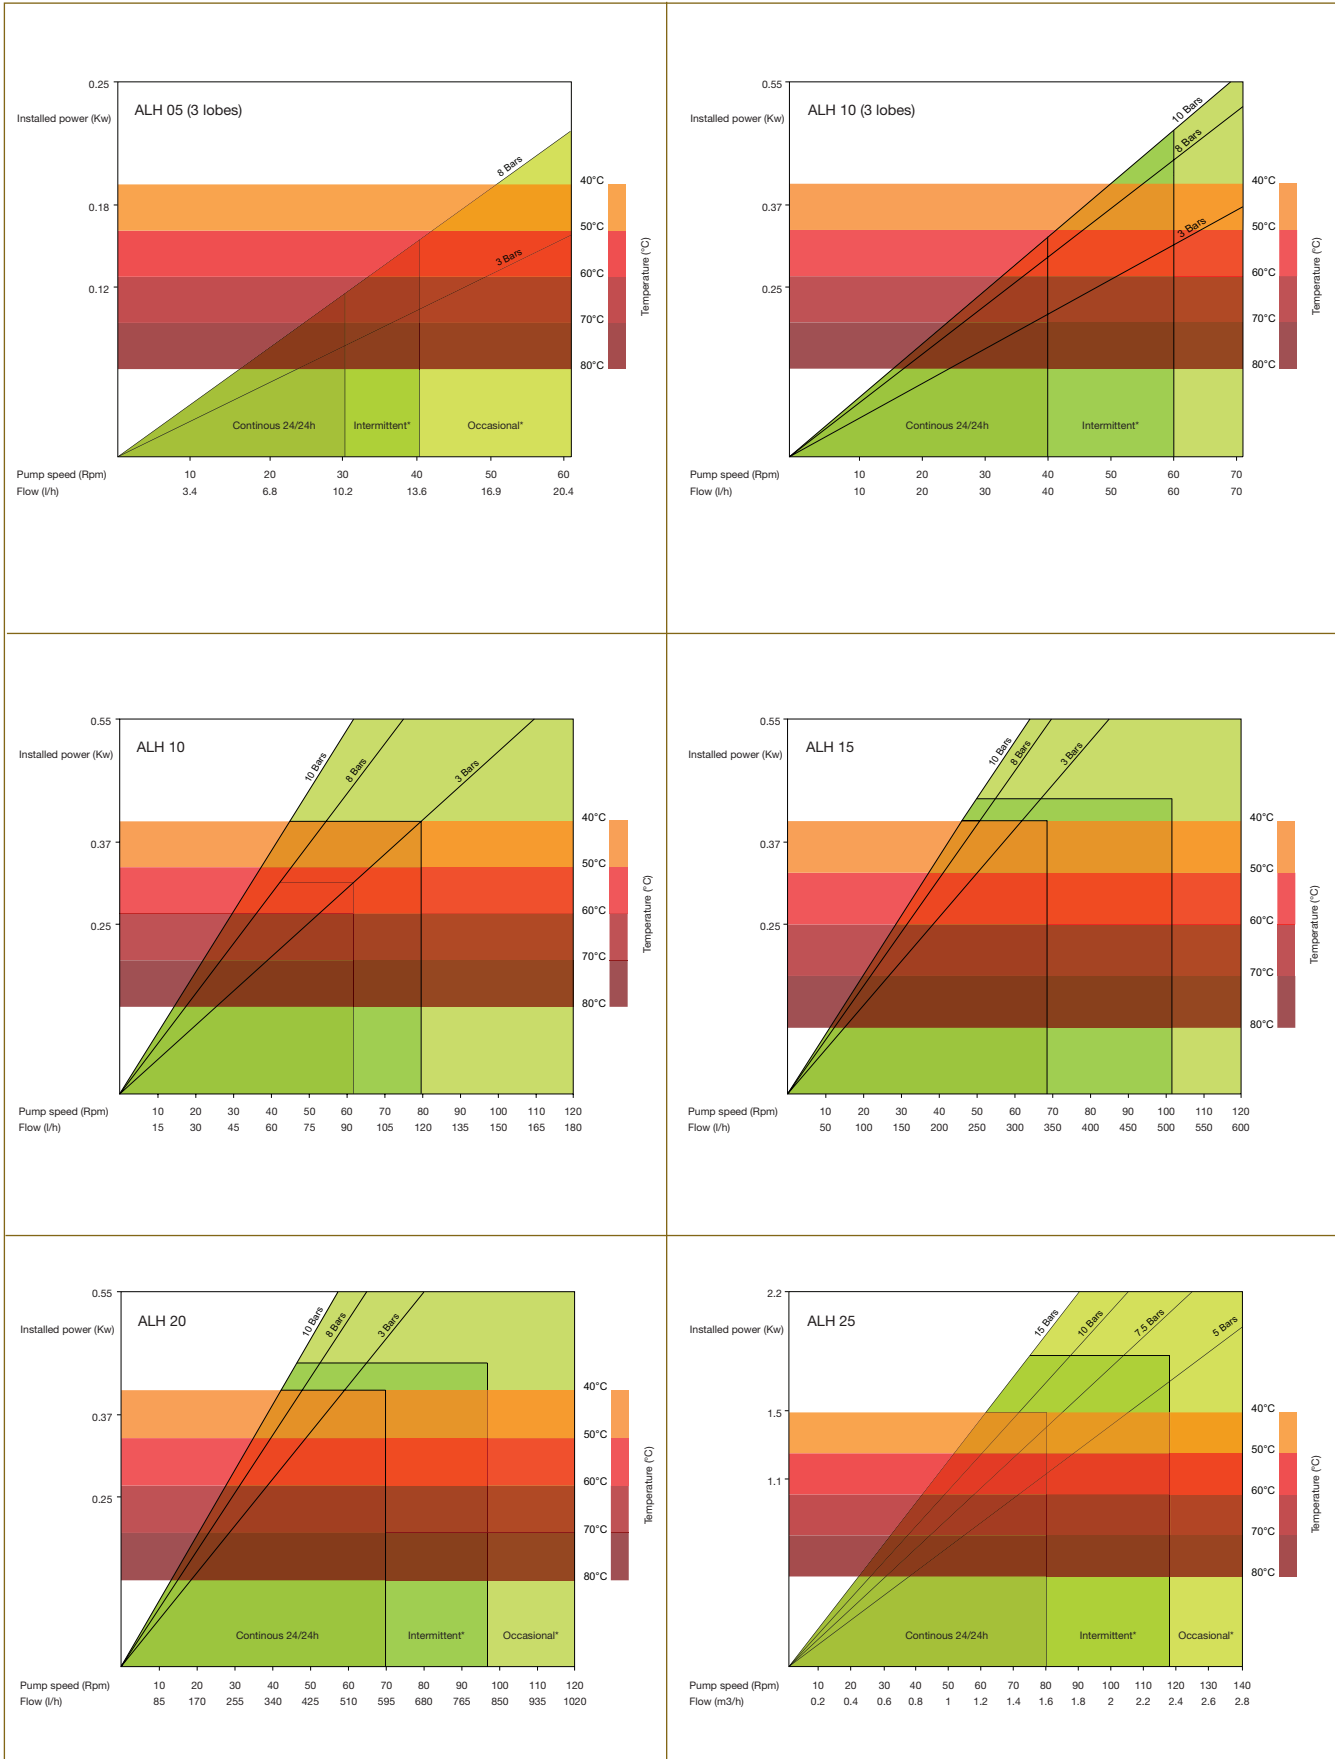 0.25
Installed power (Kw)
ALH 05 (3 lobes)
8 Bars
40°C
0.18
50°C
3 Bars
60°C
0.12
70°C
80°C
Temperature (°C)
Continous 24/24h Intermittent* Occasional*
Pump speed (Rpm) 10 20 30 40 50 60
Flow (l/h) 3.4 6.8 10.2 13.6 16.9 20.4
0.55
Installed power (Kw)
ALH 10 (3 lobes)
10 Bars
8 Bars
40°C
0.37
50°C
3 Bars
60°C
0.25
70°C
80°C
Temperature (°C)
Continous 24/24h Intermittent*
Pump speed (Rpm) 10 20 30 40 50 60 70
Flow (l/h) 10 20 30 40 50 60 70
0.55
Installed power (Kw)
ALH 10
10 Bars
8 Bars
3 Bars
40°C
0.37
50°C
60°C
0.25
70°C
80°C
Temperature (°C)
Pump speed (Rpm) 10 20 30 40 50 60 70 80 90 100 110 120
Flow (l/h) 15 30 45 60 75 90 105 120 135 150 165 180
0.55
Installed power (Kw)
ALH 15
10 Bars
8 Bars
3 Bars
40°C
0.37
50°C
60°C
0.25
70°C
80°C
Temperature (°C)
Pump speed (Rpm) 10 20 30 40 50 60 70 80 90 100 110 120
Flow (l/h) 50 100 150 200 250 300 350 400 450 500 550 600
0.55
Installed power (Kw)
ALH 20
10 Bars
8 Bars
3 Bars
40°C
0.37
50°C
60°C
0.25
70°C
80°C
Temperature (°C)
Continous 24/24h Intermittent* Occasional*
Pump speed (Rpm) 10 20 30 40 50 60 70 80 90 100 110 120
Flow (l/h) 85 170 255 340 425 510 595 680 765 850 935 1020
2.2
Installed power (Kw)
ALH 25
15 Bars
10 Bars
7.5 Bars
5 Bars
40°C
1.5
50°C
1.1
60°C
70°C
80°C
Temperature (°C)
Continous 24/24h Intermittent* Occasional*
Pump speed (Rpm) 10 20 30 40 50 60 70 80 90 100 110 120 130 140
Flow (m3/h) 0.2 0.4 0.6 0.8 1 1.2 1.4 1.6 1.8 2 2.2 2.4 2.6 2.8